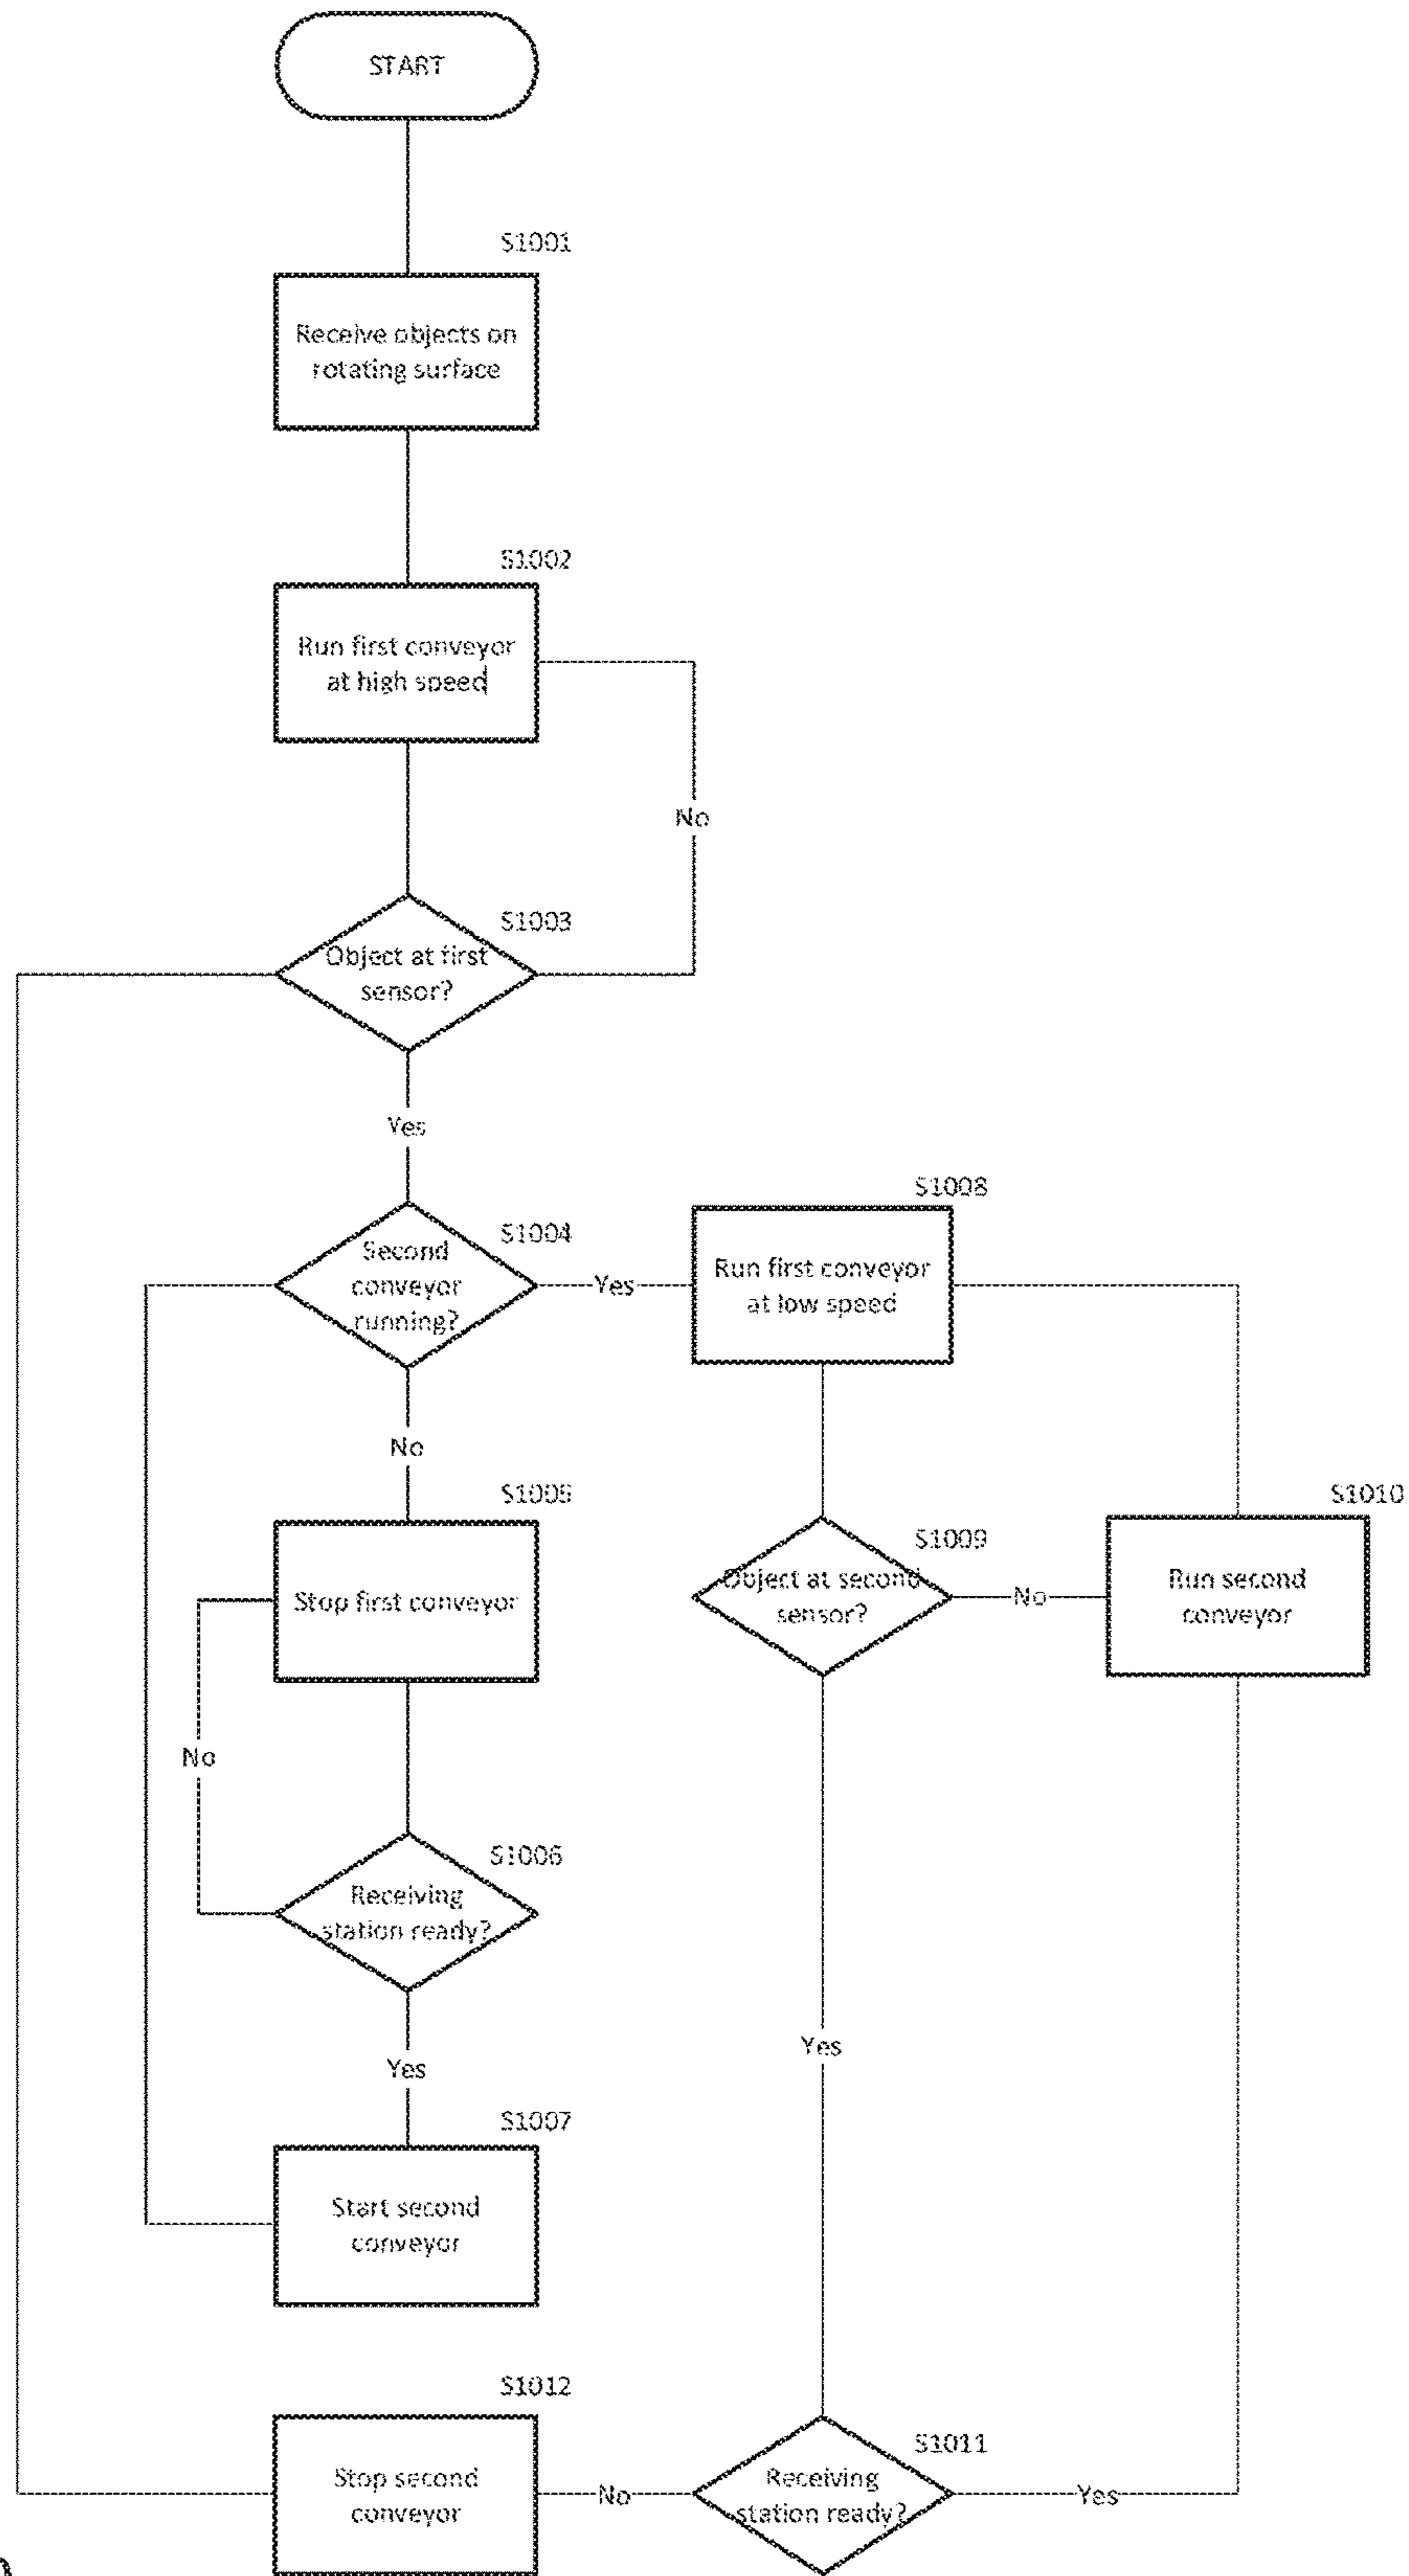 START
S1001
Receive objects on
rotating surface
S1002
Run first conveyor
at high speed
No
S1003
Object at first
sensor?
Yes
S1004
Second
conveyor
running?
Yes
S1008
Run first conveyor
at low speed
No
S1005
Stop first conveyor
S1009
Object at second
sensor?
No
S1010
Run second
conveyor
No
S1006
Receiving
station ready?
Yes
Yes
S1007
Start second
conveyor
S1012
Stop second
conveyor
No
S1011
Receiving
station ready?
Yes